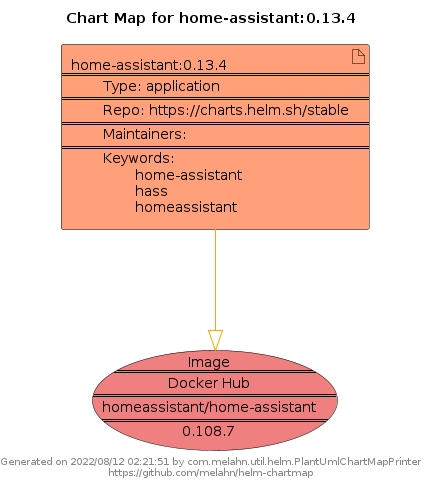 Chart Map for home-assistant:0.13.4
home-assistant:0.13.4
Type: application
Repo: https://charts.helm.sh/stable
Maintainers:
Keywords:
home-assistant
hass
homeassistant
Image
Docker Hub
homeassistant/home-assistant
0.108.7
Generated on 2022/08/12 02:21:51 by com.melahn.util.helm.PlantUmlChartMapPrinter
https://github.com/melahn/helm-chartmap